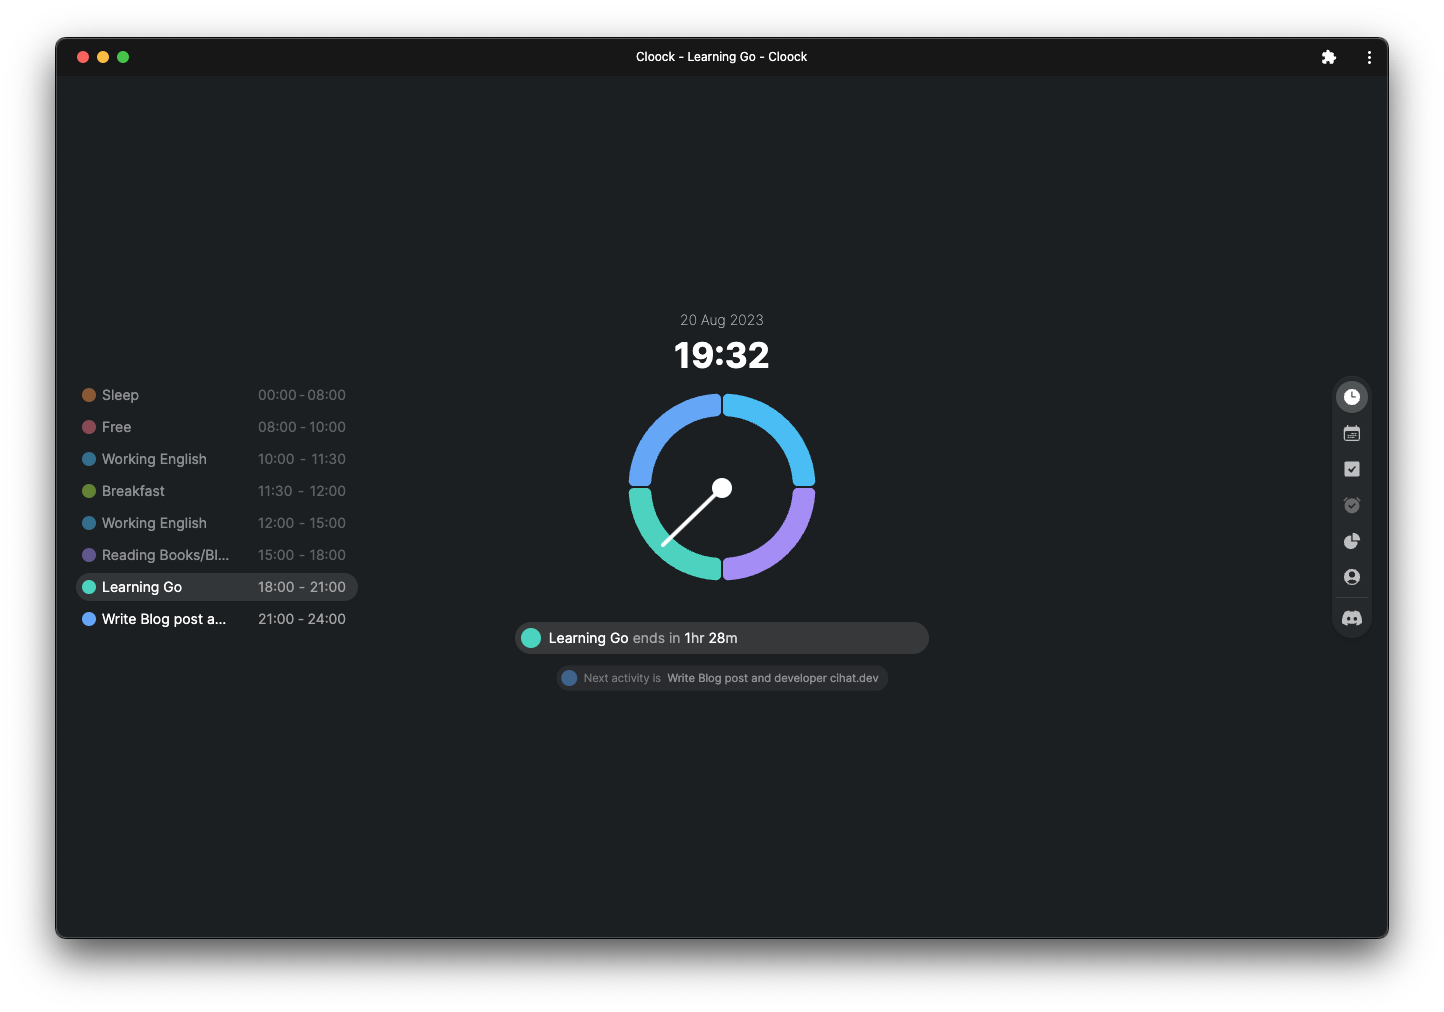 Cloock - Learning Go - Cloock
20 Aug 2023
19:32
Sleep 00:00 - 08:00
Free 08:00 - 10:00
Working English 10:00 - 11:30
Breakfast 11:30 - 12:00
Working English 12:00 - 15:00
Reading Books/Bl... 15:00 - 18:00
Learning Go 18:00 - 21:00
Write Blog post a... 21:00 - 24:00
Learning Go ends in 1hr 28m
Next activity is Write Blog post and developer cihat.dev